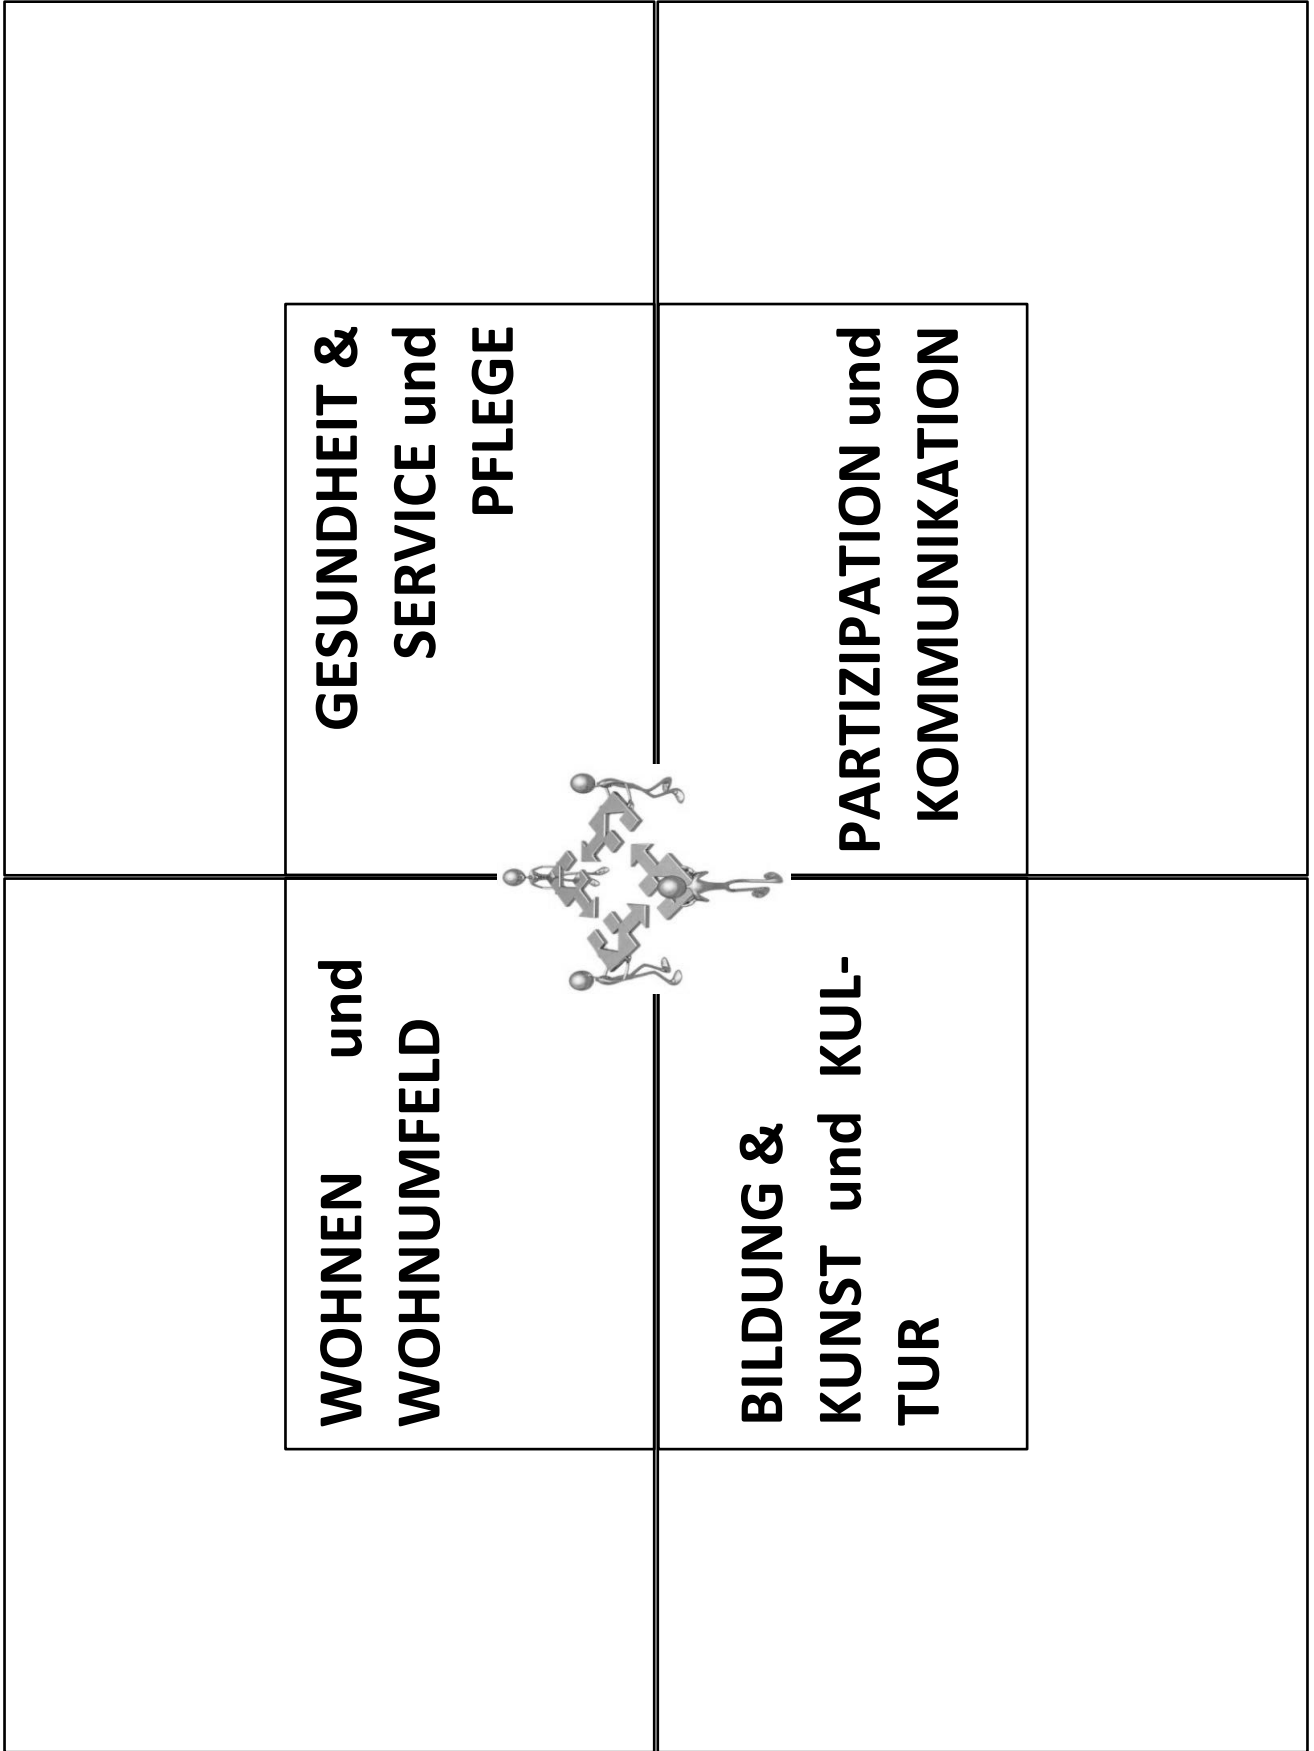 WOHNEN und
WOHNUMFELD
GESUNDHEIT &
SERVICE und
PFLEGE
BILDUNG &
KUNST und KUL-
TUR
PARTIZIPATION und
KOMMUNIKATION